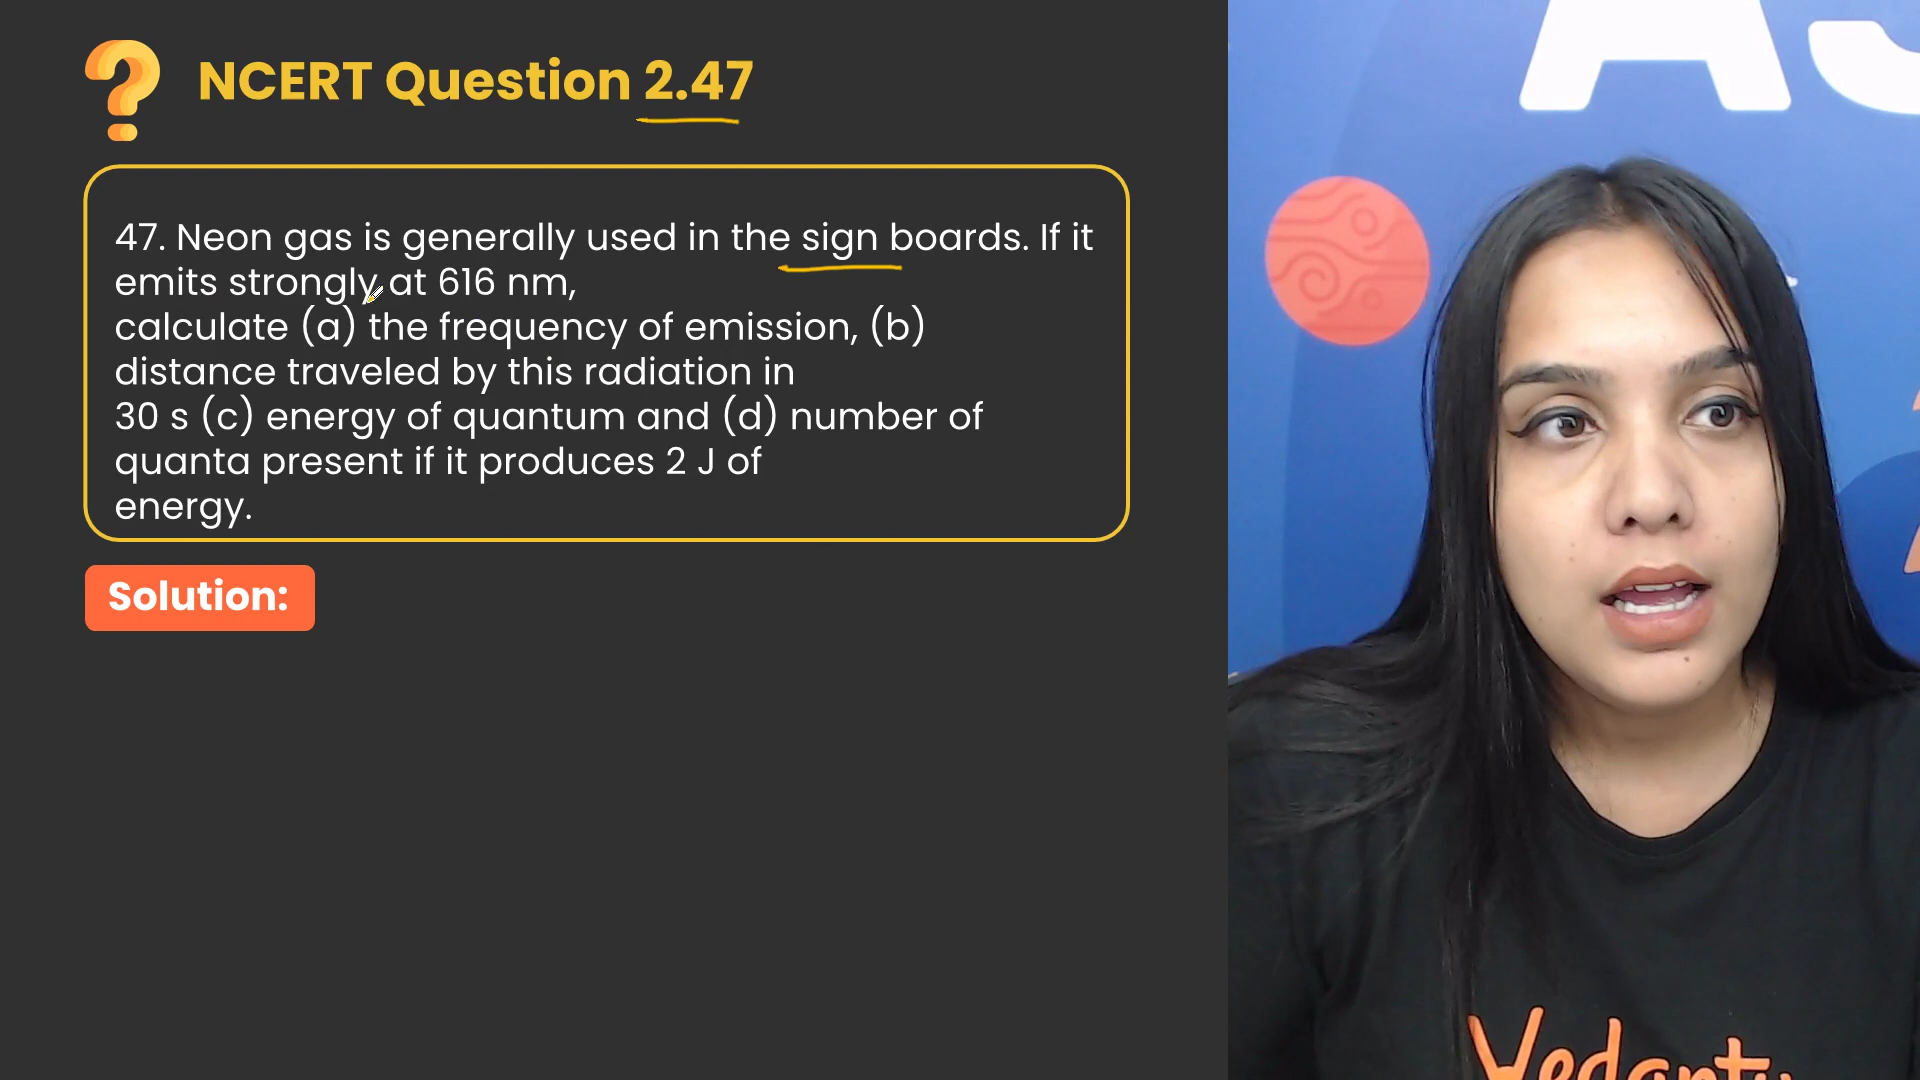 NCERT Question 2.47
47. Neon gas is generally used in the sign boards. If it
emits strongly at 616 nm,
calculate (a) the frequency of emission, (b)
distance traveled by this radiation in
30 s (c) energy of quantum and (d) number of
quanta present if it produces 2 J of
energy.
Solution: